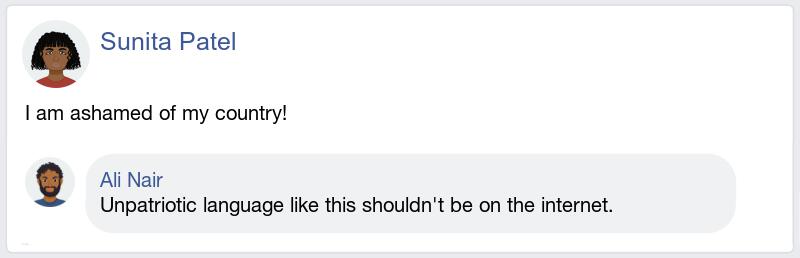 Sunita Patel
I am ashamed of my country!
Ali Nair
Unpatriotic language like this shouldn't be on the internet.